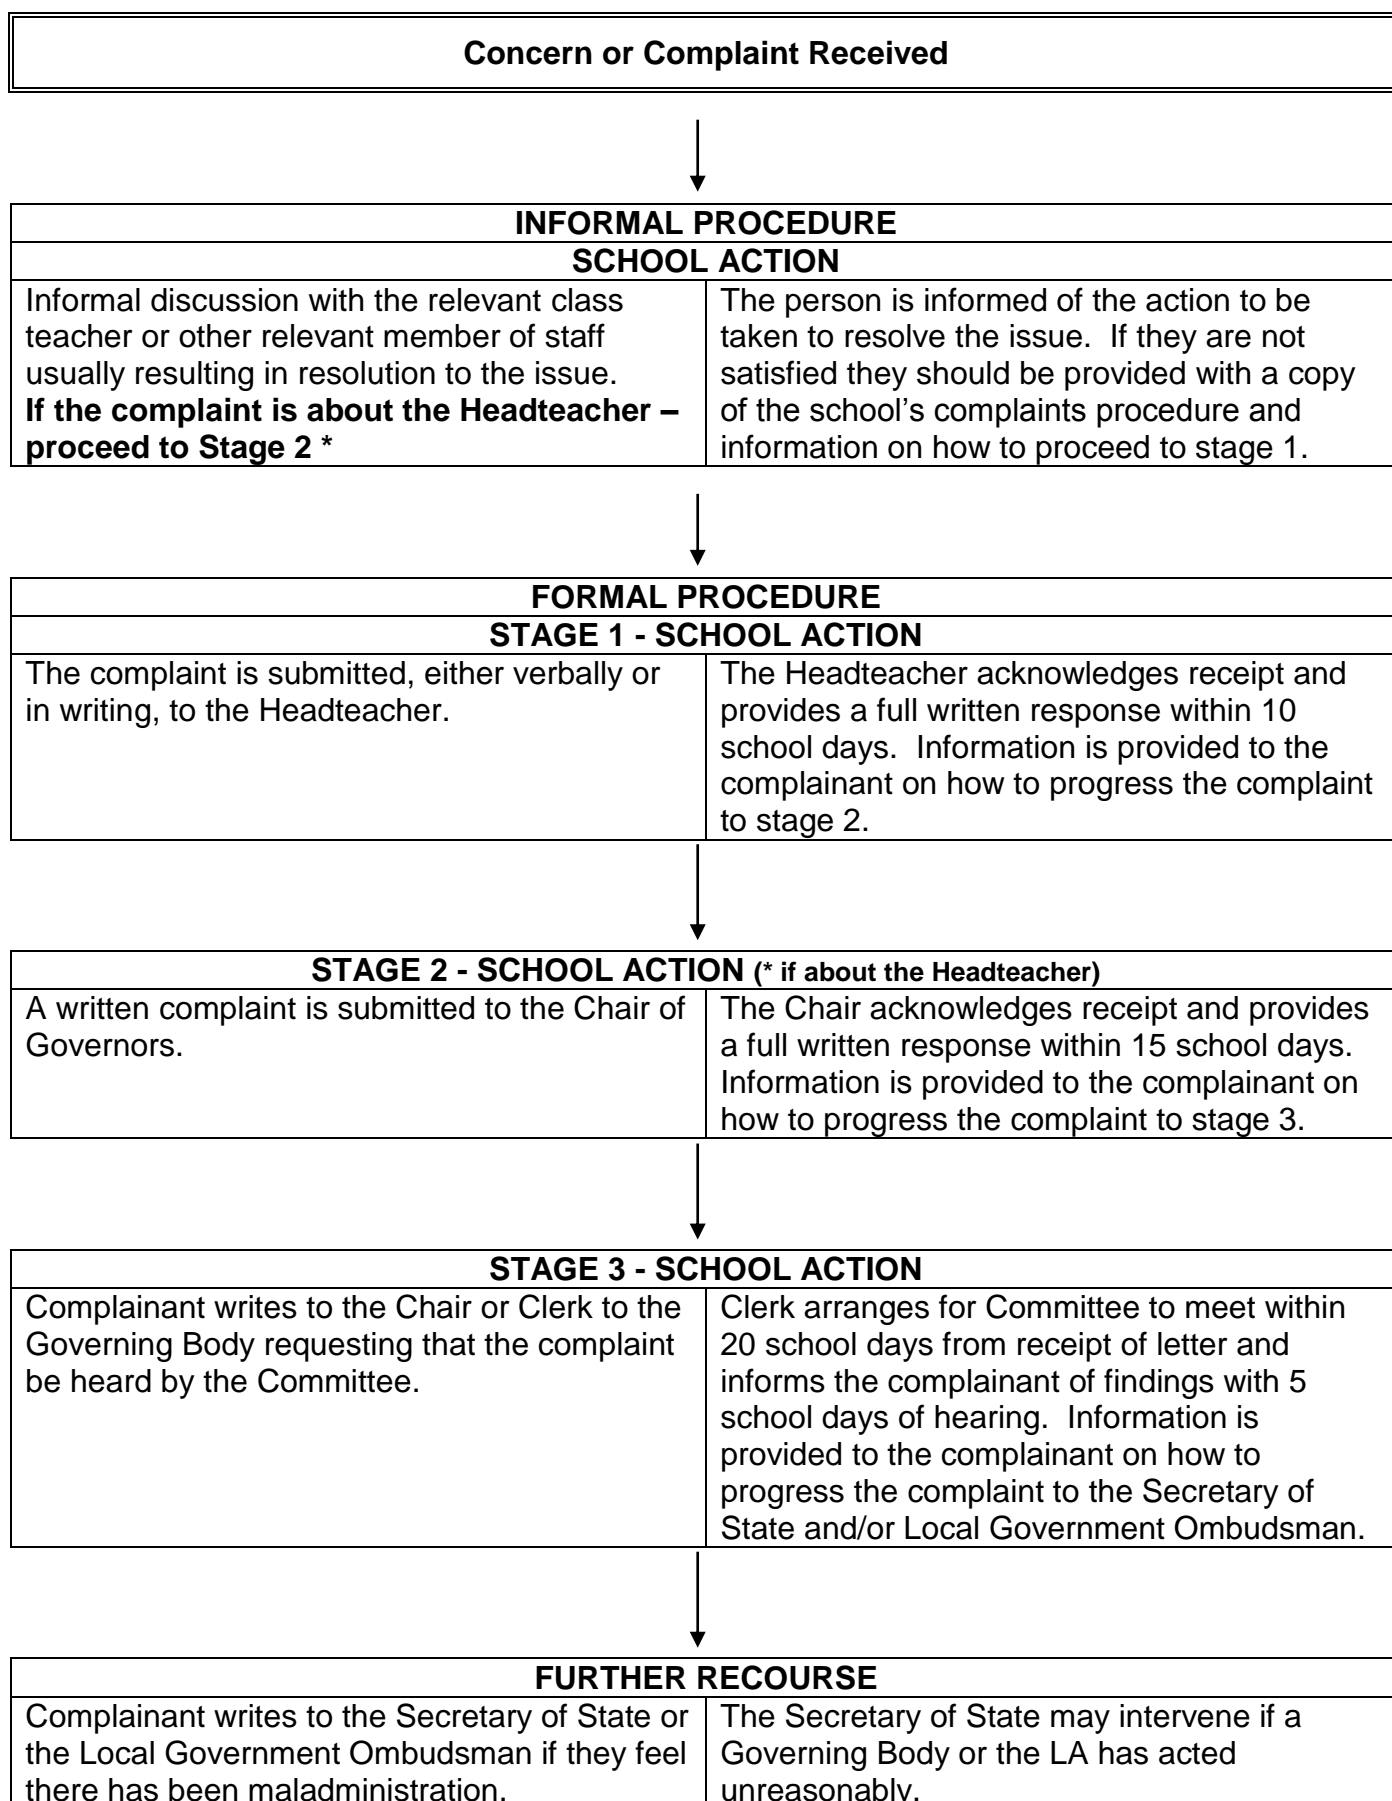 Concern or Complaint Received
INFORMAL PROCEDURE
SCHOOL ACTION
Informal discussion with the relevant class
teacher or other relevant member of staff
usually resulting in resolution to the issue.
If the complaint is about the Headteacher –
proceed to Stage 2 *
The person is informed of the action to be
taken to resolve the issue.  If they are not
satisfied they should be provided with a copy
of the school’s complaints procedure and
information on how to proceed to stage 1.
FORMAL PROCEDURE
STAGE 1 - SCHOOL ACTION
The complaint is submitted, either verbally or
in writing, to the Headteacher.
The Headteacher acknowledges receipt and
provides a full written response within 10
school days.  Information is provided to the
complainant on how to progress the complaint
to stage 2.
STAGE 2 - SCHOOL ACTION (* if about the Headteacher)
A written complaint is submitted to the Chair of
Governors.
The Chair acknowledges receipt and provides
a full written response within 15 school days.
Information is provided to the complainant on
how to progress the complaint to stage 3.
STAGE 3 - SCHOOL ACTION
Complainant writes to the Chair or Clerk to the
Governing Body requesting that the complaint
be heard by the Committee.
Clerk arranges for Committee to meet within
20 school days from receipt of letter and
informs the complainant of findings with 5
school days of hearing.  Information is
provided to the complainant on how to
progress the complaint to the Secretary of
State and/or Local Government Ombudsman.
FURTHER RECOURSE
Complainant writes to the Secretary of State or
the Local Government Ombudsman if they feel
there has been maladministration.
The Secretary of State may intervene if a
Governing Body or the LA has acted
unreasonably.